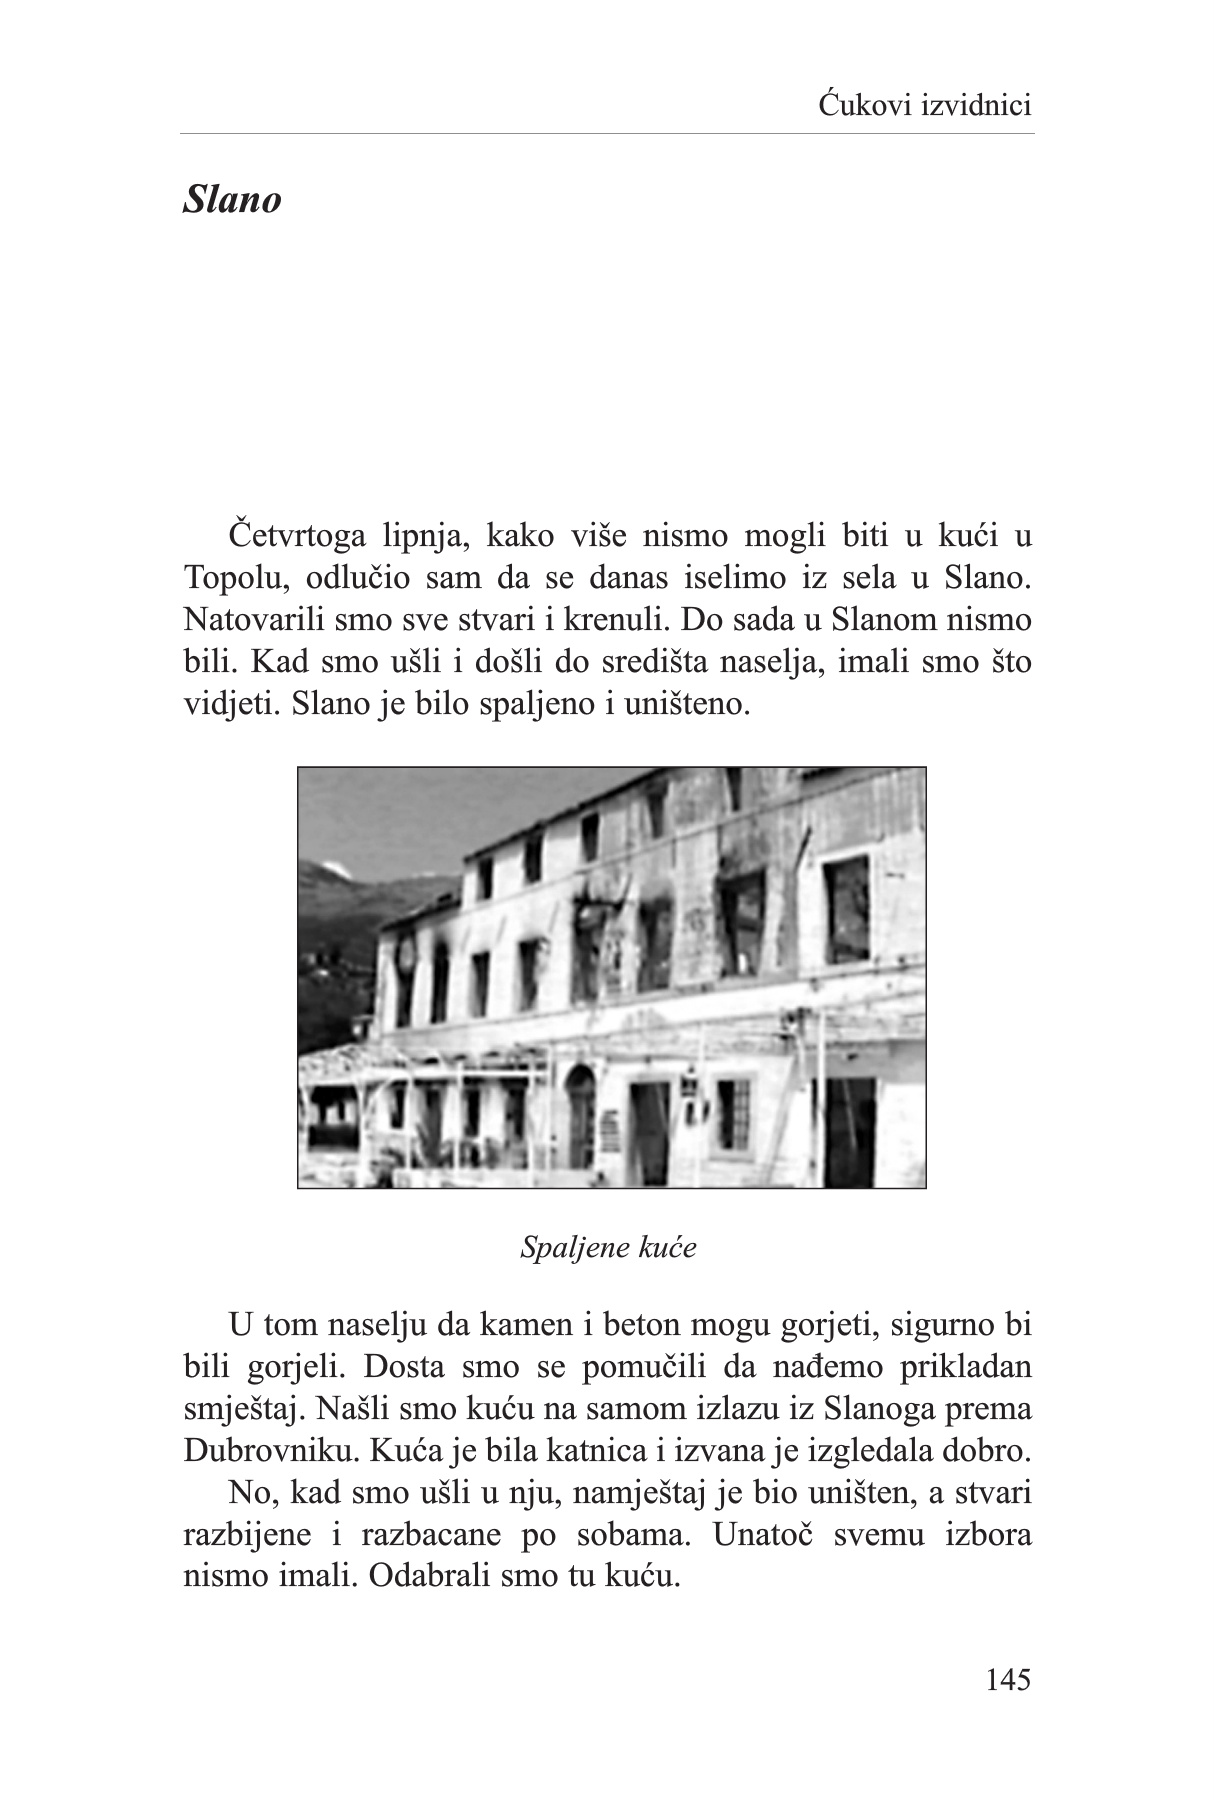 Ćukovi izvidnici
Slano
Četvrtoga lipnja, kako više nismo mogli biti u kući u
Topolu, odlučio sam da se danas iselimo iz sela u Slano.
Natovarili smo sve stvari i krenuli. Do sada u Slanom nismo
bili. Kad smo ušli i došli do središta naselja, imali smo što
vidjeti. Slano je bilo spaljeno i uništeno.
Spaljene kuće
U tom naselju da kamen i beton mogu gorjeti, sigurno bi
bili gorjeli. Dosta smo se pomučili da nađemo prikladan
smještaj. Našli smo kuću na samom izlazu iz Slanoga prema
Dubrovniku. Kuća je bila katnica i izvana je izgledala dobro.
No, kad smo ušli u nju, namještaj je bio uništen, a stvari
razbijene i razbacane po sobama. Unatoč svemu izbora
nismo imali. Odabrali smo tu kuću.
145